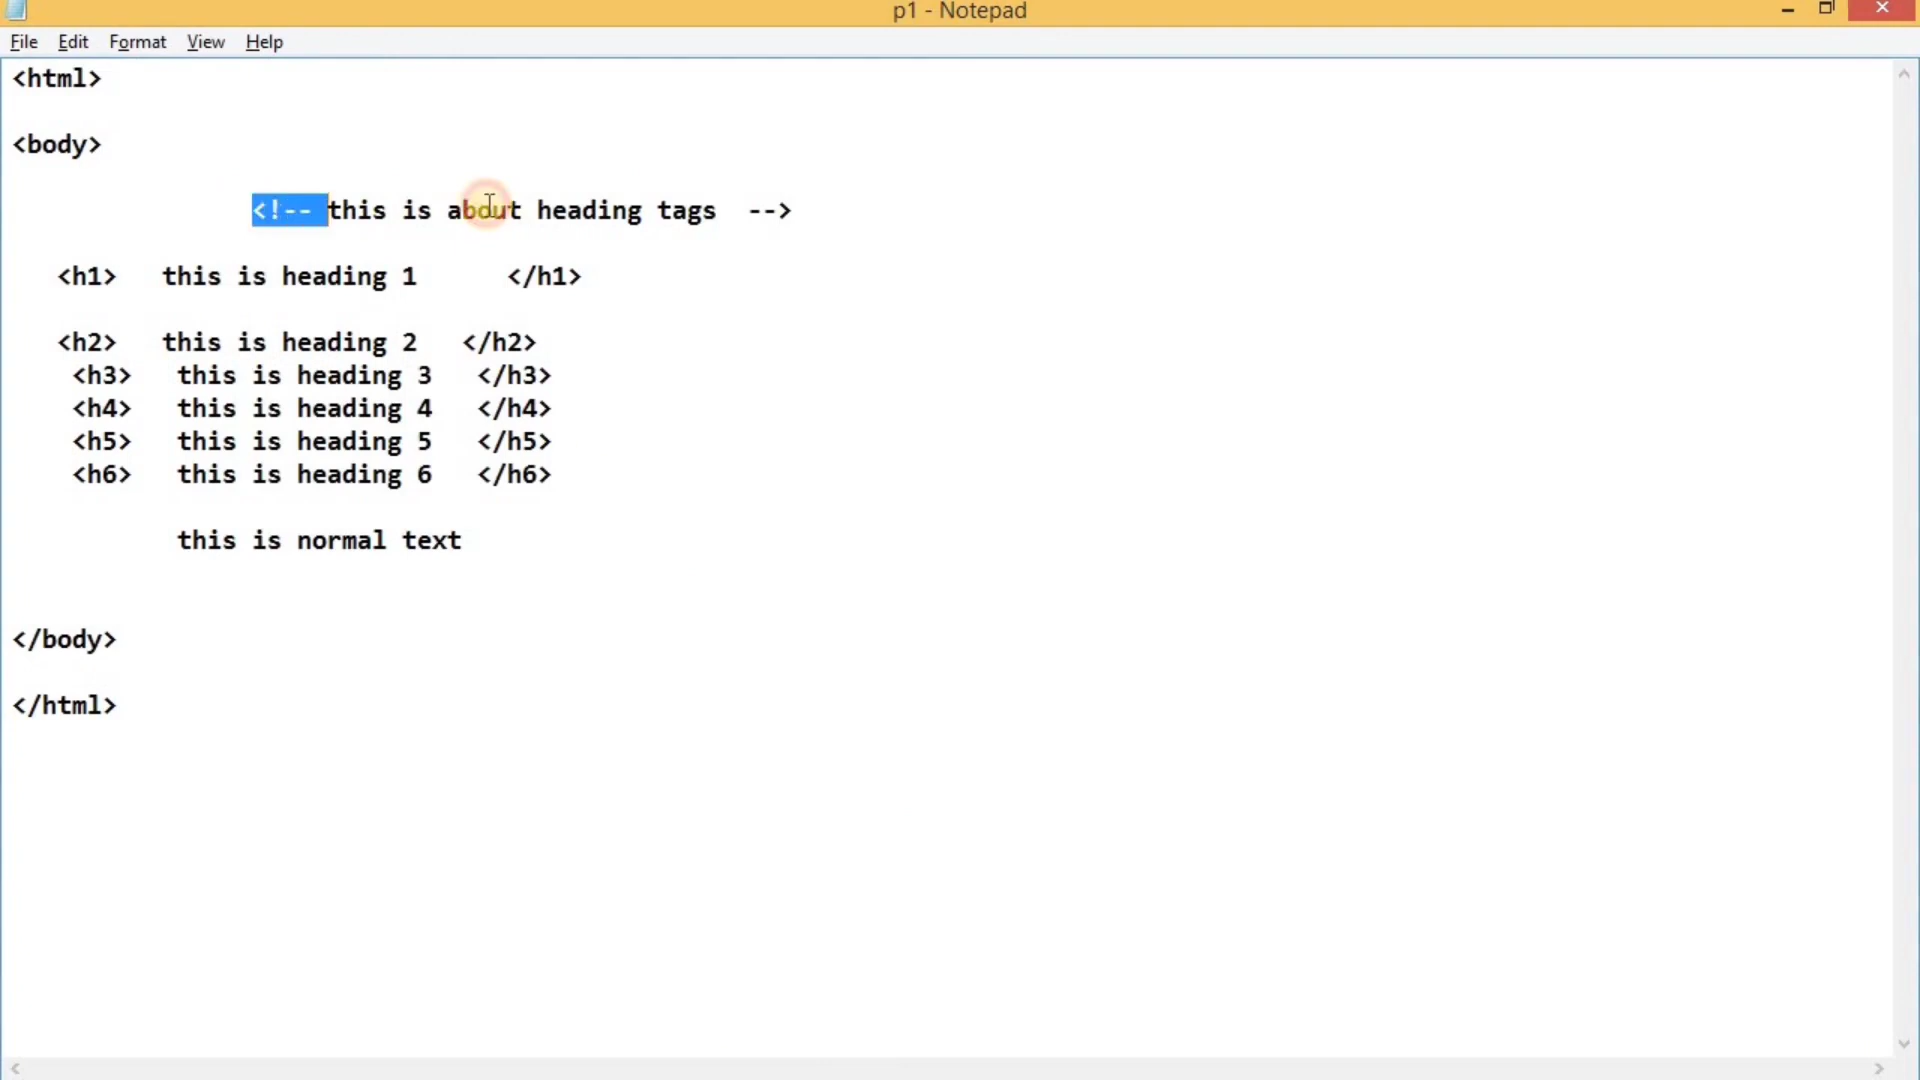 p1 - Notepad
File Edit Format View Help
<html>
<body>
<!-- this is about heading tags  -->
<h1>   this is heading 1      </h1>
<h2>   this is heading 2   </h2>
<h3>   this is heading 3   </h3>
<h4>   this is heading 4   </h4>
<h5>   this is heading 5   </h5>
<h6>   this is heading 6   </h6>
this is normal text
</body>
</html>